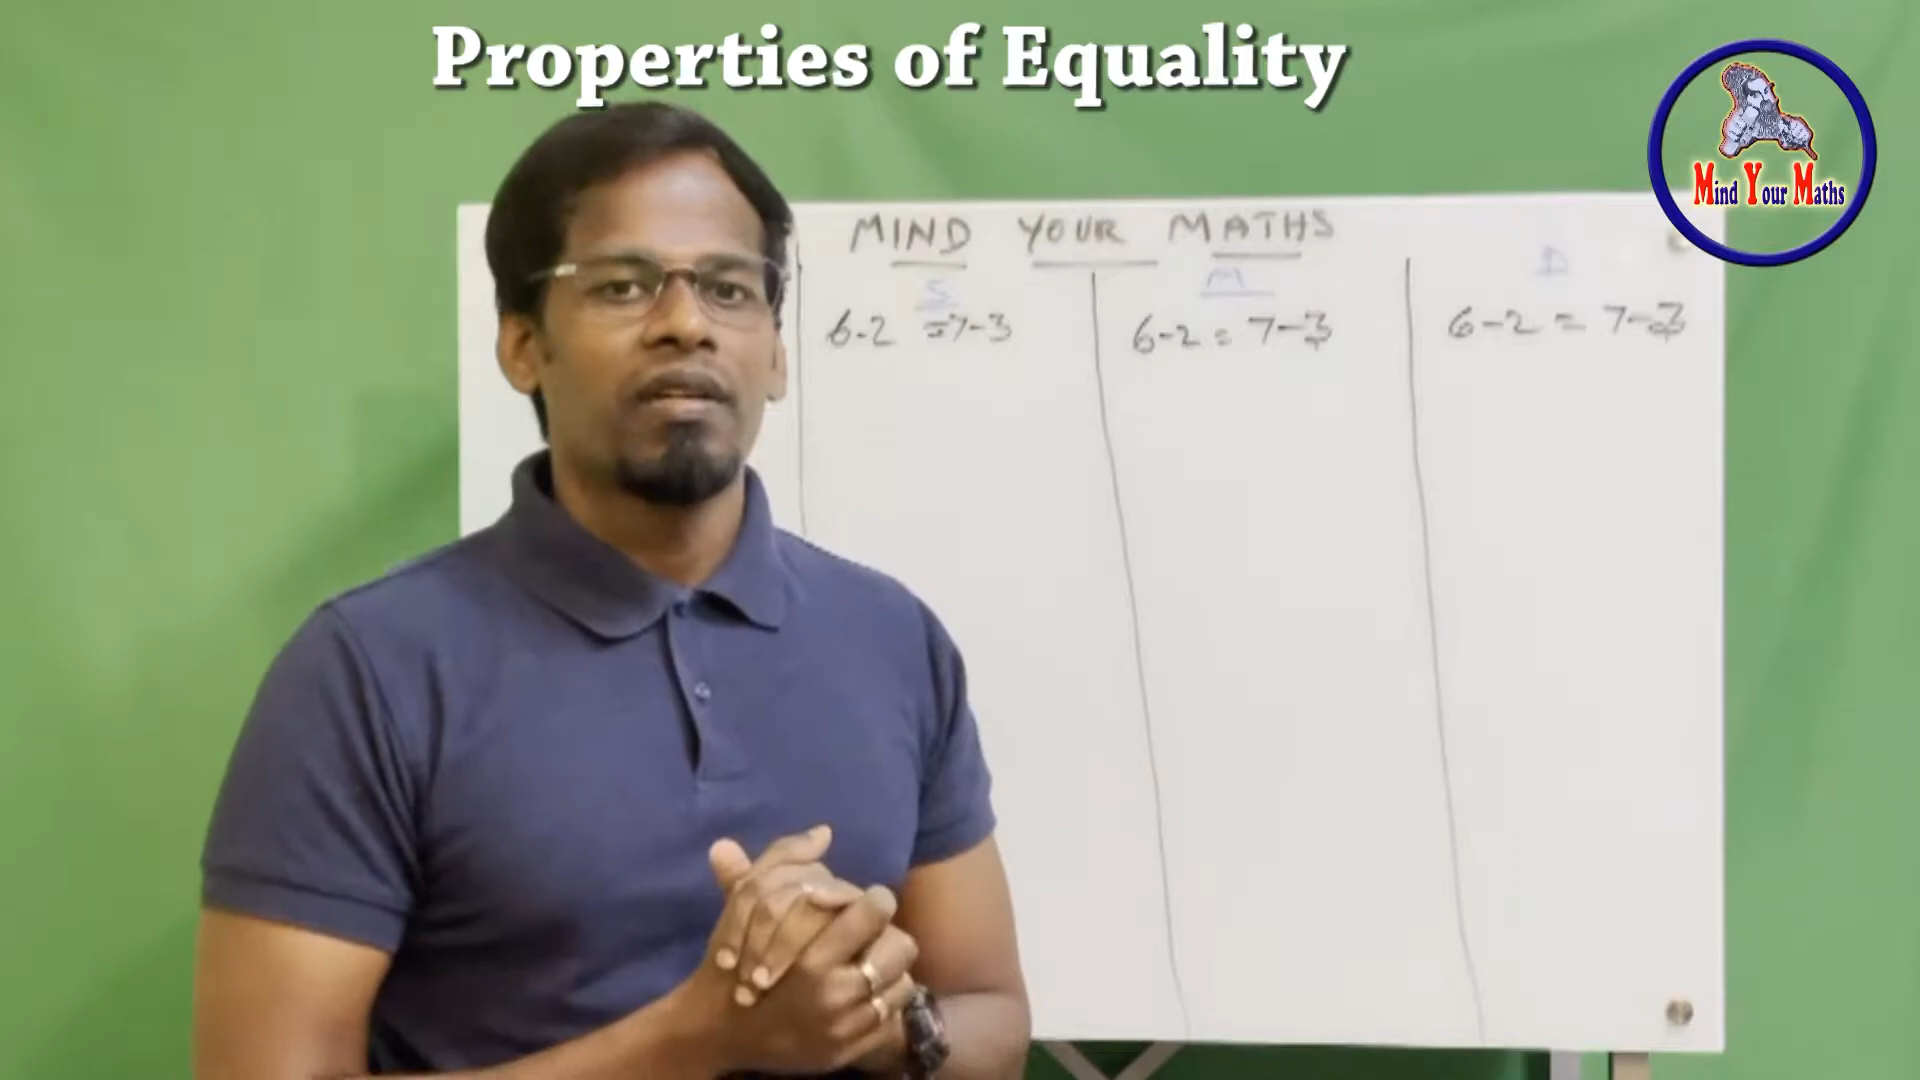 Properties of Equality
Mind Your Maths
MIND YOUR MATHS
S M D
6-2 =7-3 6-2 = 7-3 6-2 = 7-3